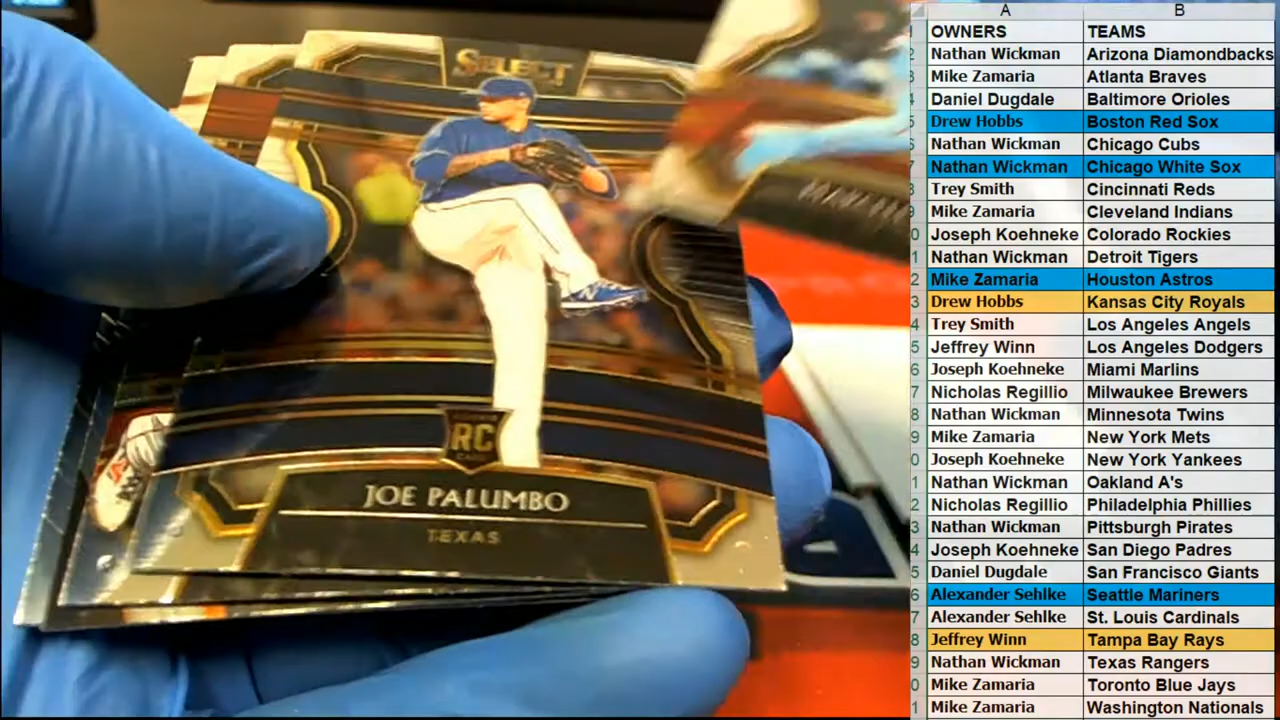 SELECT
RC
JOE PALUMBO
TEXAS
A B
OWNERS TEAMS
Nathan Wickman Arizona Diamondbacks
Mike Zamaria Atlanta Braves
Daniel Dugdale Baltimore Orioles
Drew Hobbs Boston Red Sox
Nathan Wickman Chicago Cubs
Nathan Wickman Chicago White Sox
Trey Smith Cincinnati Reds
Mike Zamaria Cleveland Indians
Joseph Koehneke Colorado Rockies
Nathan Wickman Detroit Tigers
Mike Zamaria Houston Astros
Drew Hobbs Kansas City Royals
Trey Smith Los Angeles Angels
Jeffrey Winn Los Angeles Dodgers
Joseph Koehneke Miami Marlins
Nicholas Regillio Milwaukee Brewers
Nathan Wickman Minnesota Twins
Mike Zamaria New York Mets
Joseph Koehneke New York Yankees
Nathan Wickman Oakland A's
Nicholas Regillio Philadelphia Phillies
Nathan Wickman Pittsburgh Pirates
Joseph Koehneke San Diego Padres
Daniel Dugdale San Francisco Giants
Alexander Sehlke Seattle Mariners
Alexander Sehlke St. Louis Cardinals
Jeffrey Winn Tampa Bay Rays
Nathan Wickman Texas Rangers
Mike Zamaria Toronto Blue Jays
Mike Zamaria Washington Nationals